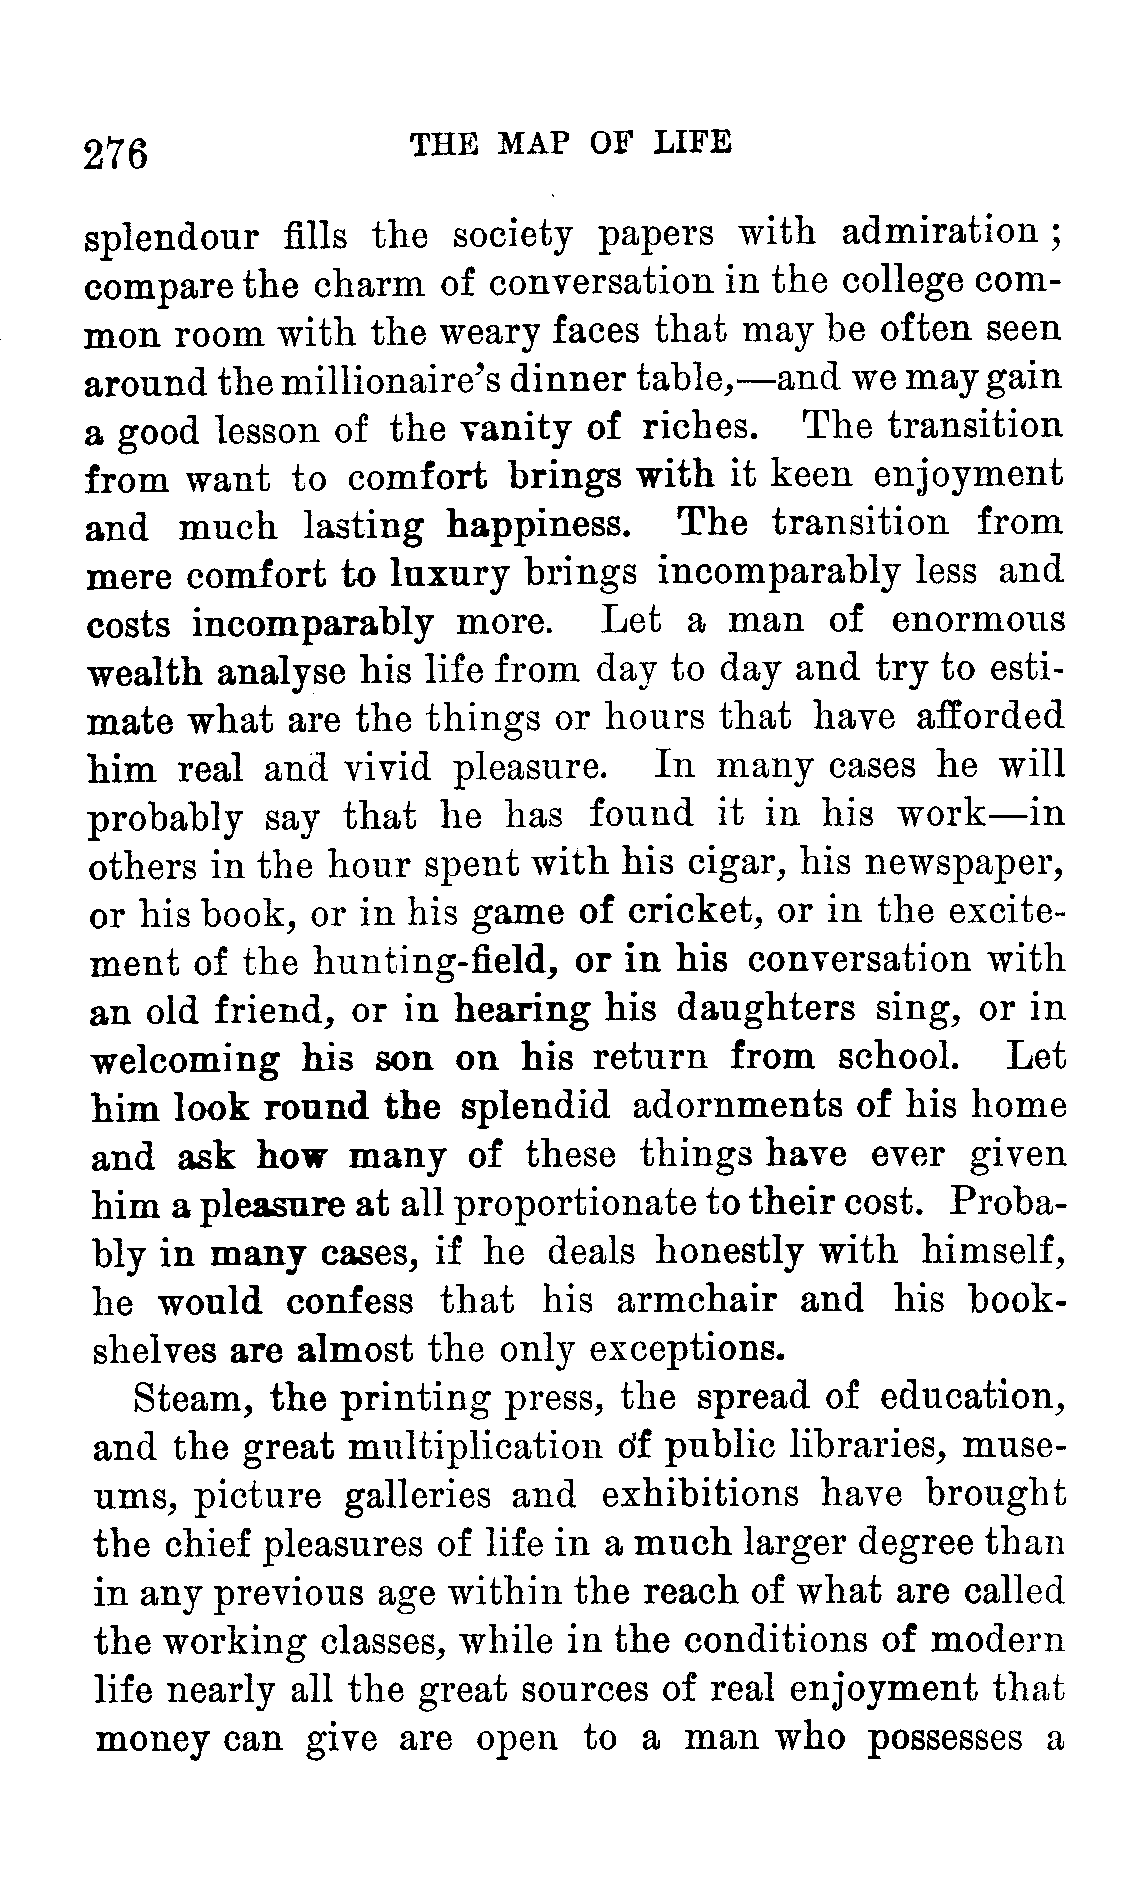 276 THE MAP OF LIFE
splendour fills the society papers with admiration ;
compare the charm of conversation in the college com-
mon room with the weary faces that may be often seen
around the millionaire's dinner table,—and we may gain
a good lesson of the vanity of riches. The transition
from want to comfort brings with it keen enjoyment
and much lasting happiness. The transition from
mere comfort to luxury brings incomparably less and
costs incomparably more. Let a man of enormous
wealth analyse his life from day to day and try to esti-
mate what are the things or hours that have afforded
him real and vivid pleasure. In many cases he will
probably say that he has found it in his work—in
others in the hour spent with his cigar, his newspaper,
or his book, or in his game of cricket, or in the excite-
ment of the hunting-field, or in his conversation with
an old friend, or in hearing his daughters sing, or in
welcoming his son on his return from school. Let
him look round the splendid adornments of his home
and ask how many of these things have ever given
him a pleasure at all proportionate to their cost. Proba-
bly in many cases, if he deals honestly with himself,
he would confess that his armchair and his book-
shelves are almost the only exceptions.
Steam, the printing press, the spread of education,
and the great multiplication of public libraries, muse-
ums, picture galleries and exhibitions have brought
the chief pleasures of life in a much larger degree than
in any previous age within the reach of what are called
the working classes, while in the conditions of modern
life nearly all the great sources of real enjoyment that
money can give are open to a man who possesses a